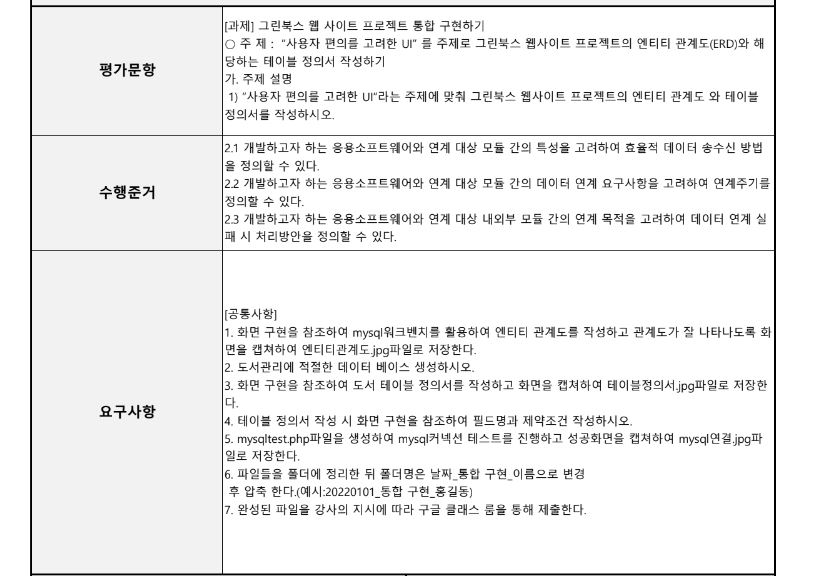 평가문항
[과제] 그린북스 웹 사이트 프로젝트 통합 구현하기
○ 주 제 : "사용자 편의를 고려한 UI" 를 주제로 그린북스 웹사이트 프로젝트의 엔티티 관계도(ERD)와 해
당하는 테이블 정의서 작성하기
가. 주제 설명
1) "사용자 편의를 고려한 UI"라는 주제에 맞춰 그린북스 웹사이트 프로젝트의 엔티티 관계도 와 테이블
정의서를 작성하시오.
수행준거
2.1 개발하고자 하는 응용소프트웨어와 연계 대상 모듈 간의 특성을 고려하여 효율적 데이터 송수신 방법
을 정의할 수 있다.
2.2 개발하고자 하는 응용소프트웨어와 연계 대상 모듈 간의 데이터 연계 요구사항을 고려하여 연계주기를
정의할 수 있다.
2.3 개발하고자 하는 응용소프트웨어와 연계 대상 내외부 모듈 간의 연계 목적을 고려하여 데이터 연계 실
패 시 처리방안을 정의할 수 있다.
요구사항
[공통사항]
1. 화면 구현을 참조하여 mysql워크벤치를 활용하여 엔티티 관계도를 작성하고 관계도가 잘 나타나도록 화
면을 캡쳐하여 엔티티관계도.jpg파일로 저장한다.
2. 도서관리에 적절한 데이터 베이스 생성하시오.
3. 화면 구현을 참조하여 도서 테이블 정의서를 작성하고 화면을 캡쳐하여 테이블정의서.jpg파일로 저장한
다.
4. 테이블 정의서 작성 시 화면 구현을 참조하여 필드명과 제약조건 작성하시오.
5. mysqltest.php파일을 생성하여 mysql커넥션 테스트를 진행하고 성공화면을 캡쳐하여 mysql연결.jpg파
일로 저장한다.
6. 파일들을 폴더에 정리한 뒤 폴더명은 날짜_통합 구현_이름으로 변경
후 압축 한다.(예시:20220101_통합 구현_홍길동)
7. 완성된 파일을 강사의 지시에 따라 구글 클래스 룸을 통해 제출한다.